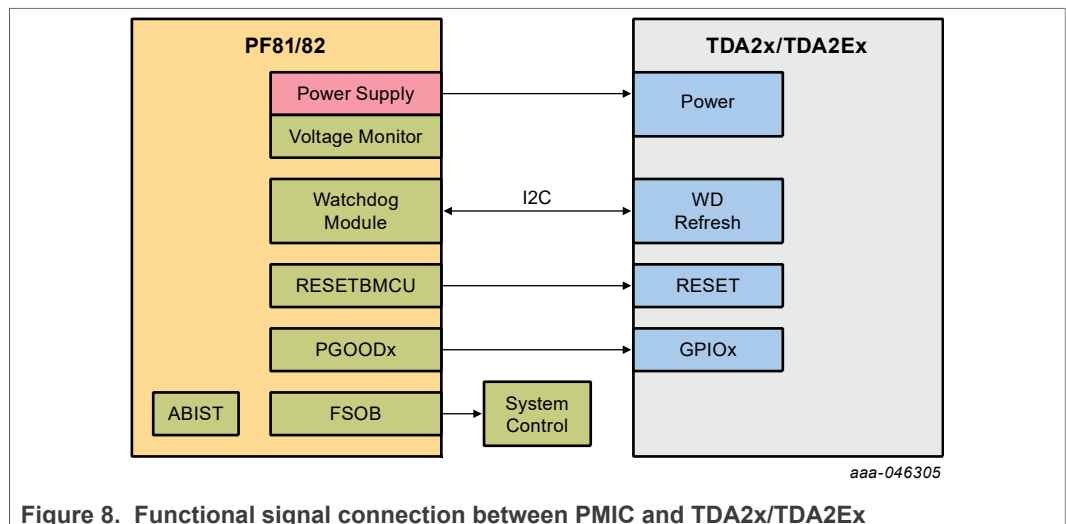 PF81/82
TDA2x/TDA2Ex
Power Supply
Power
Voltage Monitor
Watchdog
Module
I2C
WD
Refresh
RESETBMCU
RESET
PGOODx
GPIOx
ABIST
FSOB
System
Control
aaa-046305
Figure 8. Functional signal connection between PMIC and TDA2x/TDA2Ex